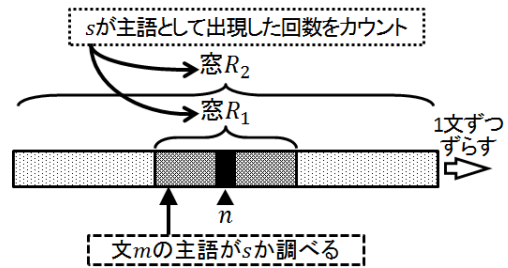 sが主語として出現した回数をカウント
窓R₂
窓R₁
1文ずつ
ずらす
n
文mの主語がsか調べる